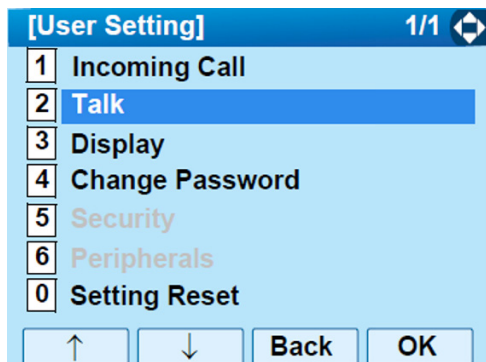 [User Setting] 1/1
1 Incoming Call
2 Talk
3 Display
4 Change Password
5 Security
6 Peripherals
0 Setting Reset
↑ ↓ Back OK